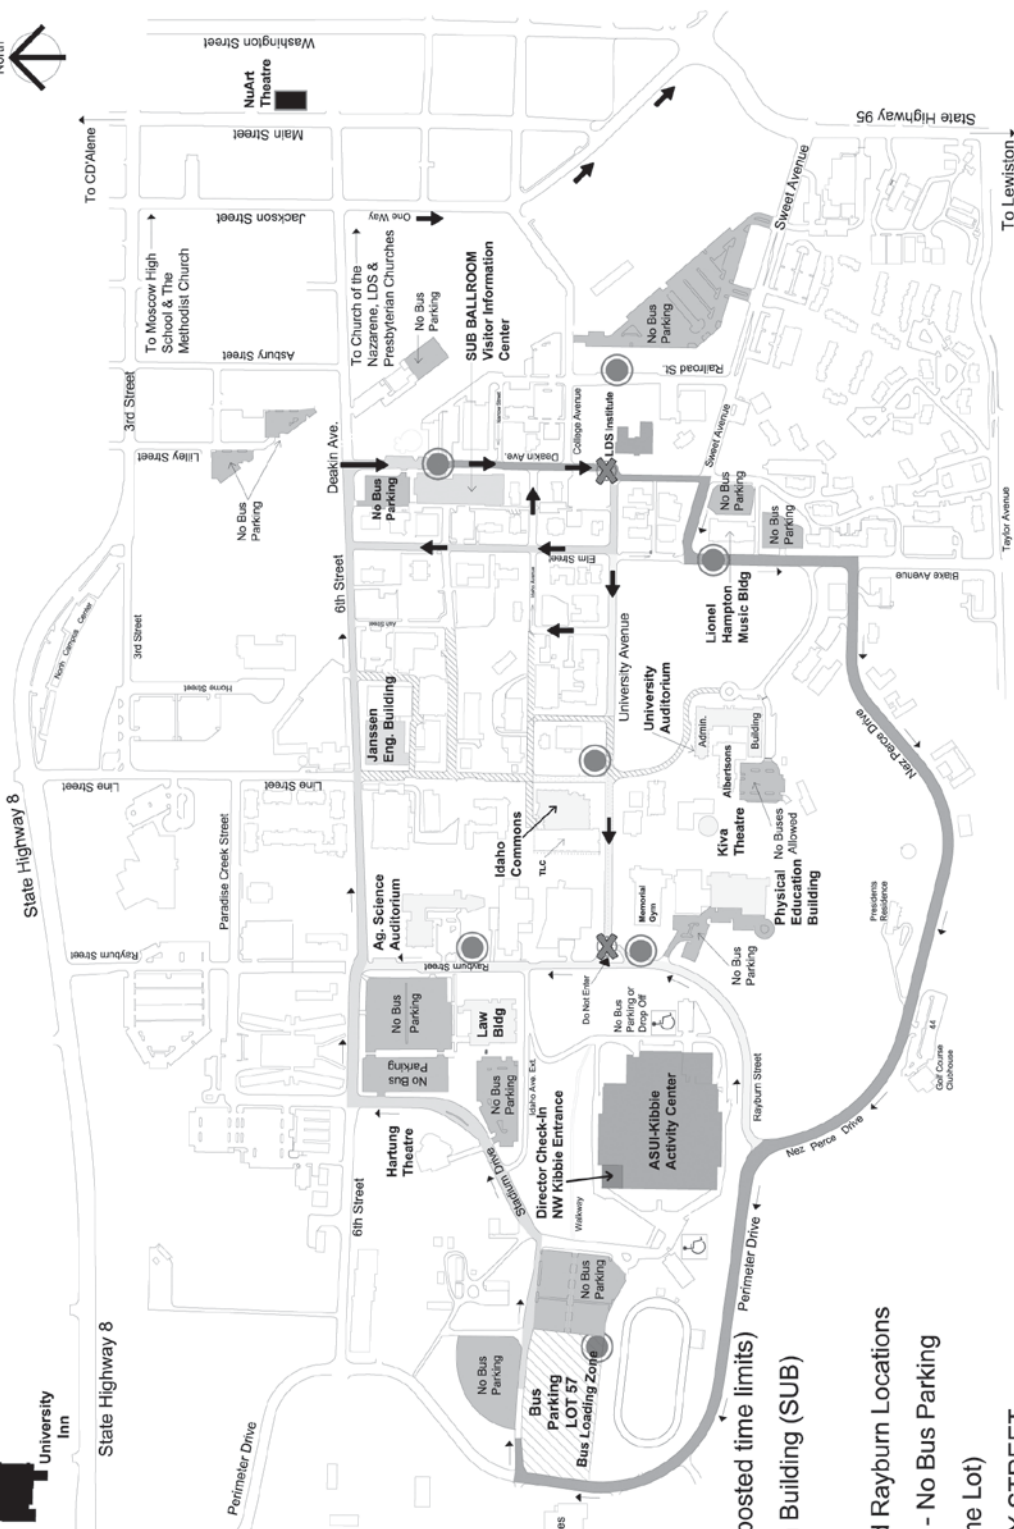 North
Washington Street
NuArt
Theatre
Main Street
To CD'Alene
Jackson Street
To Moscow High
School & The
Methodist Church
One Way
To Church of the
Nazarene, LDS &
Presbyterian Churches
No Bus
Parking
SUB BALLROOM
Visitor Information
Center
State Highway 95
To Lewiston
Sweet Avenue
No Bus
Parking
Railroad St.
Asbury Street
3rd Street
Lilley Street
No Bus
Parking
Deakin Ave.
No Bus
Parking
Deakin Ave.
College Avenue
LDS Institute
Sweet Avenue
No Bus
Parking
No Bus
Parking
Taylor Avenue
Blake Avenue
Elm Street
6th Street
Ash Street
Idaho Avenue
University Avenue
Lionel
Hampton
Music Bldg
North Campus Center
3rd Street
Home Street
Janssen
Eng. Building
University
Auditorium
Admin.
Building
Nez Perce Drive
Line Street
Line Street
State Highway 8
Paradise Creek Street
Idaho
Commons
TLC
Albertsons
Kiva
Theatre
No Buses
Allowed
Physical
Education
Building
Memorial
Gym
No Bus
Parking
Presidents
Residence
Ag. Science
Auditorium
Rayburn Street
Rayburn Street
Do Not Enter
No Bus
Parking or
Drop Off
No Bus
Parking
No Bus
Parking
Law
Bldg
No Bus
Parking
Idaho Ave. Ext.
Rayburn Street
44
Golf Course
Clubhouse
Nez Perce Drive
ASUI-Kibbie
Activity Center
Director Check-In
NW Kibbie Entrance
Walkway
Hartung
Theatre
Stadium Drive
6th Street
Perimeter Drive
No Bus
Parking
No Bus
Parking
Bus
Parking
LOT 57
Bus Loading Zone
University
Inn
State Highway 8
Perimeter Drive
posted time limits)
Building (SUB)
d Rayburn Locations
- No Bus Parking
ne Lot)